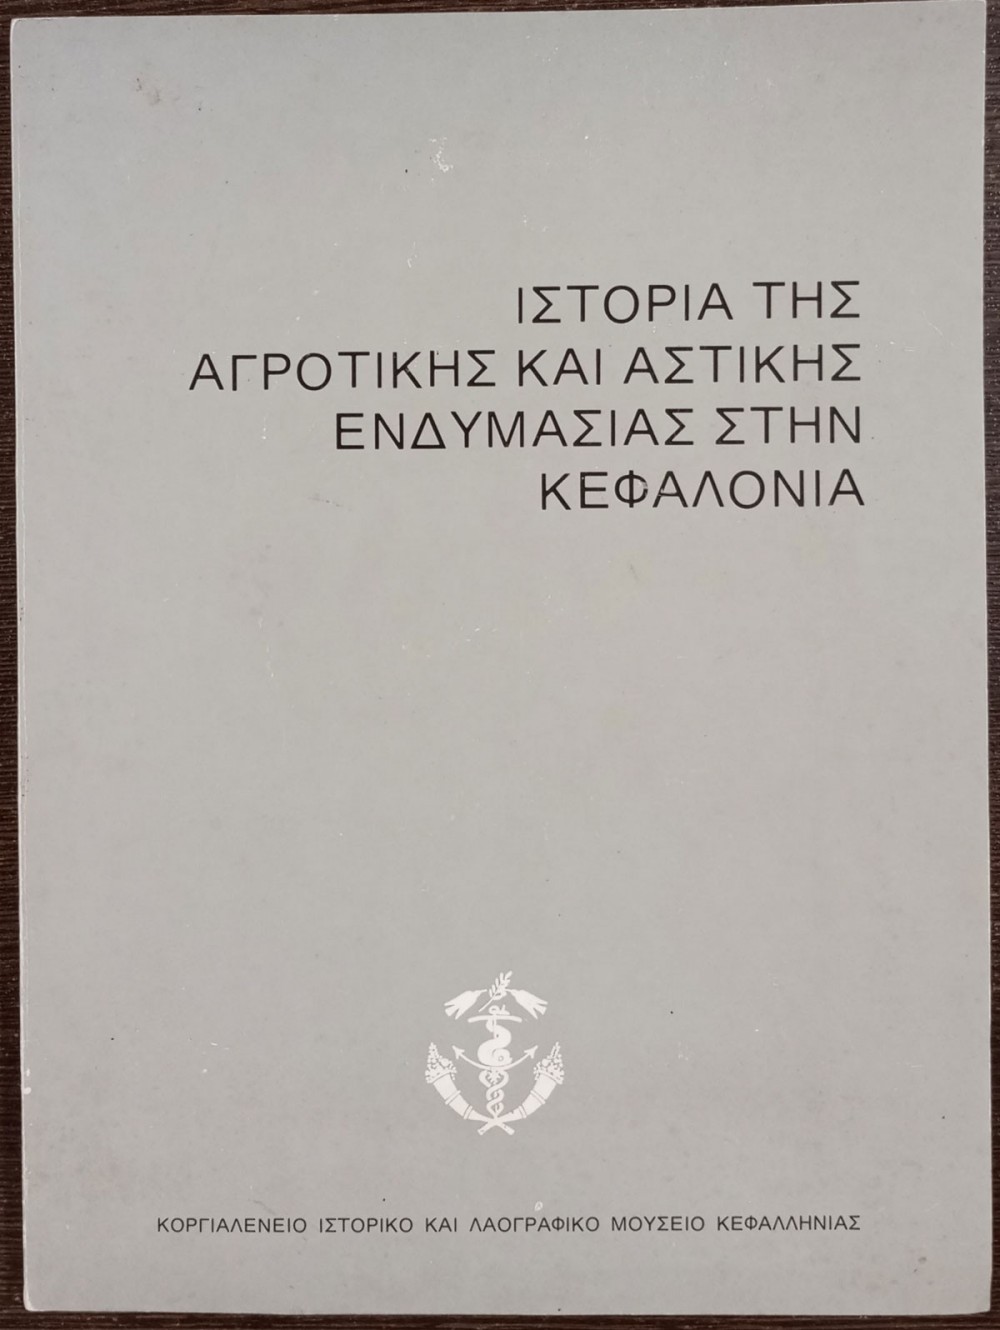 ΙΣΤΟΡΙΑ ΤΗΣ
ΑΓΡΟΤΙΚΗΣ ΚΑΙ ΑΣΤΙΚΗΣ
ΕΝΔΥΜΑΣΙΑΣ ΣΤΗΝ
ΚΕΦΑΛΟΝΙΑ
ΚΟΡΓΙΑΛΕΝΕΙΟ ΙΣΤΟΡΙΚΟ ΚΑΙ ΛΑΟΓΡΑΦΙΚΟ ΜΟΥΣΕΙΟ ΚΕΦΑΛΛΗΝΙΑΣ